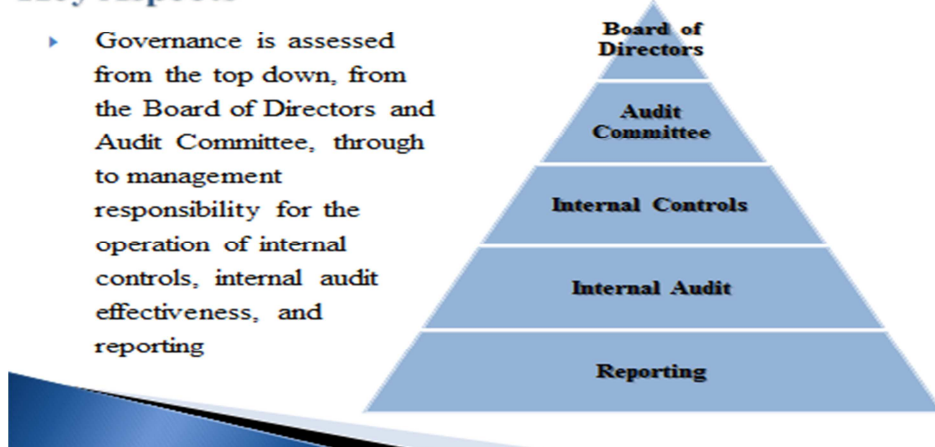 Governance is assessed
from the top down, from
the Board of Directors and
Audit Committee, through
to management
responsibility for the
operation of internal
controls, internal audit
effectiveness, and
reporting
Board of
Directors
Audit
Committee
Internal Controls
Internal Audit
Reporting